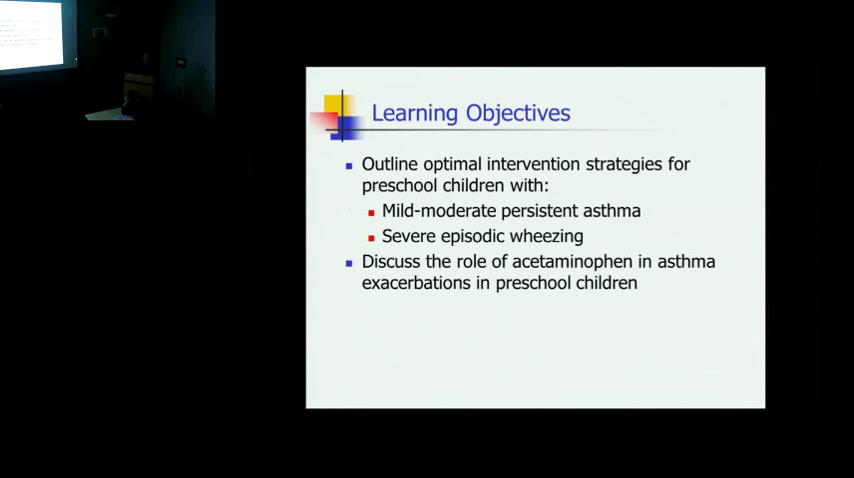 Learning Objectives
Outline optimal intervention strategies for
preschool children with:
Mild-moderate persistent asthma
Severe episodic wheezing
Discuss the role of acetaminophen in asthma
exacerbations in preschool children